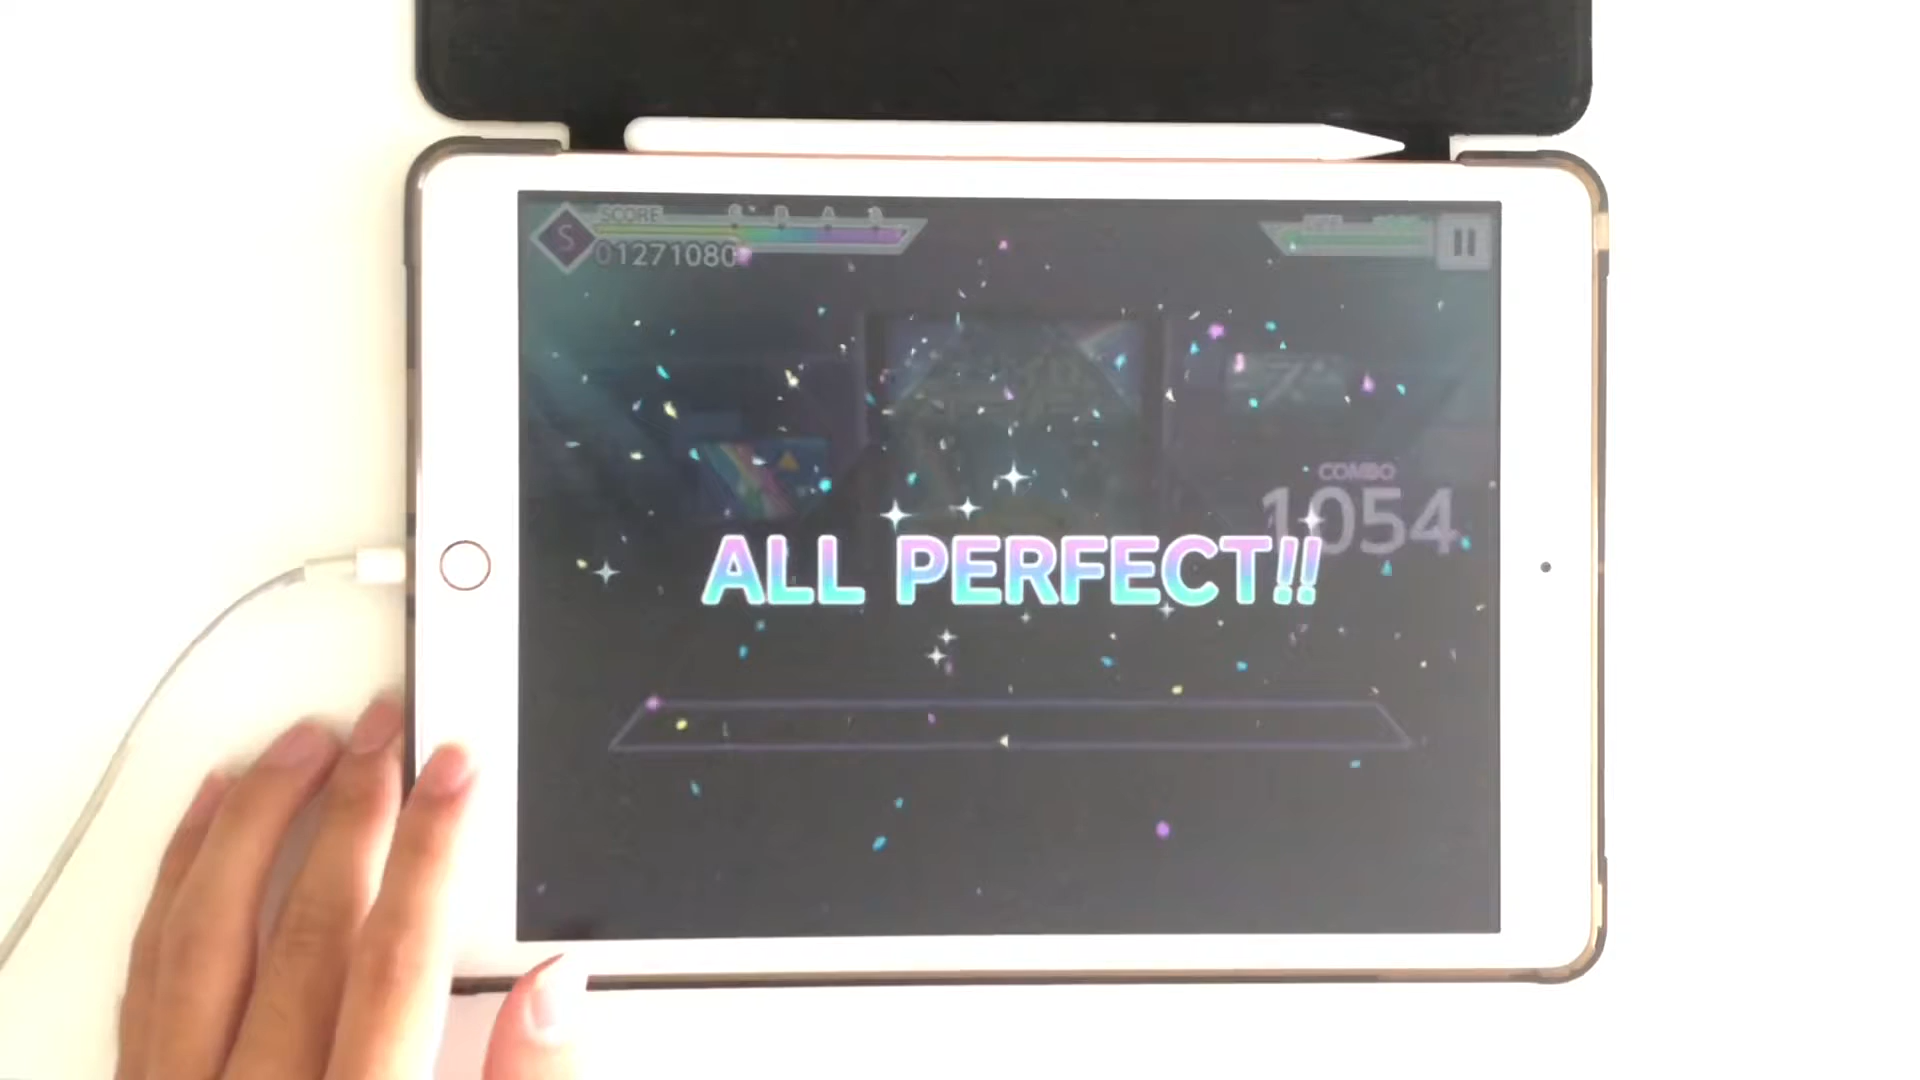 SCORE
C B A S
S
01271080
COMBO
1054
ALL PERFECT!!